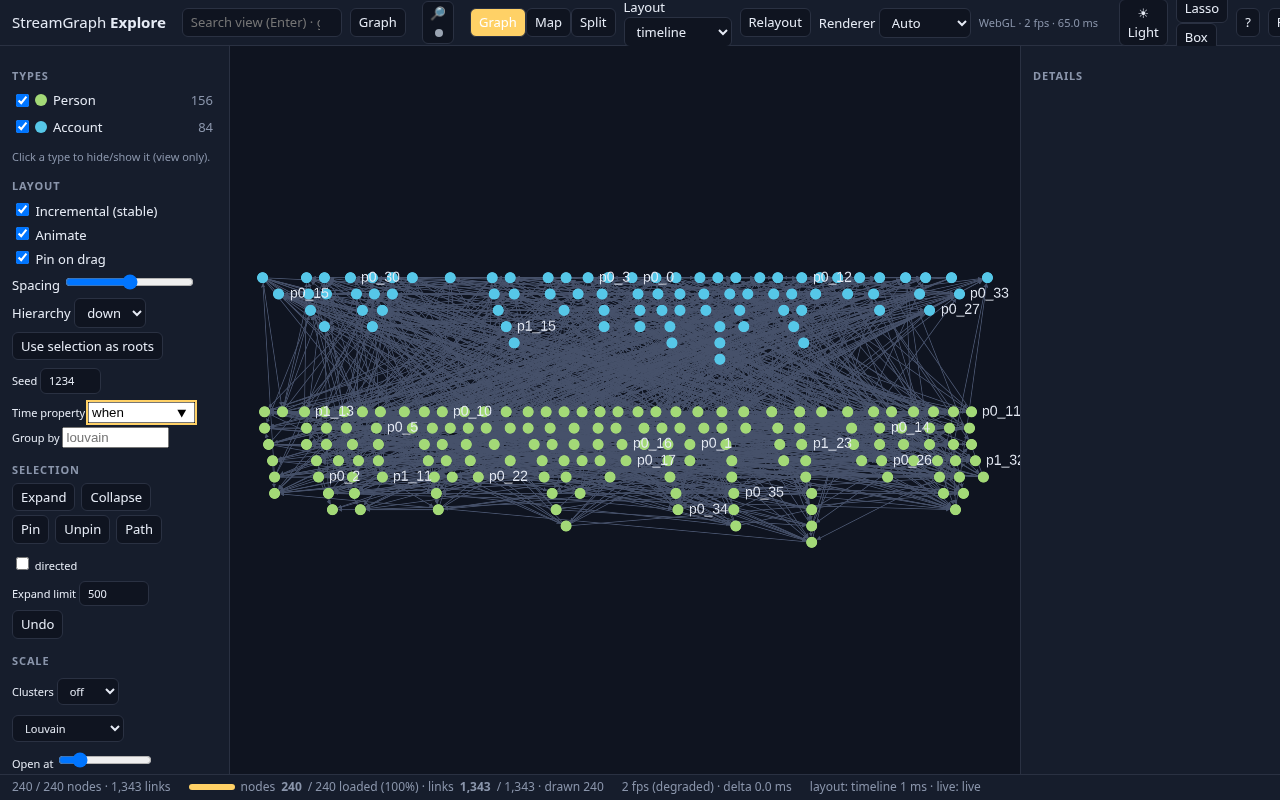 StreamGraph Explore
Graph
Graph Map Split
Layout
timeline
Relayout
Renderer Auto
WebGL · 2 fps · 65.0 ms
Light
Lasso
Box
?
TYPES
Person 156
Account 84
Click a type to hide/show it (view only).
LAYOUT
Incremental (stable)
Animate
Pin on drag
Spacing
Hierarchy down
Use selection as roots
Seed 1234
Time property when
Group by louvain
SELECTION
Expand Collapse
Pin Unpin Path
directed
Expand limit 500
Undo
SCALE
Clusters off
Louvain
Open at
p0_30 p0_3 p0_0 p0_12
p0_15 p0_33
p0_27
p1_15
p1_13 p0_10 p0_11
p0_5 p0_14
p0_16 p0_1 p1_23
p0_17 p0_26 p1_32
p0_2 p1_11 p0_22
p0_35
p0_34
DETAILS
240 / 240 nodes · 1,343 links nodes 240 / 240 loaded (100%) · links 1,343 / 1,343 · drawn 240 2 fps (degraded) · delta 0.0 ms layout: timeline 1 ms · live: live